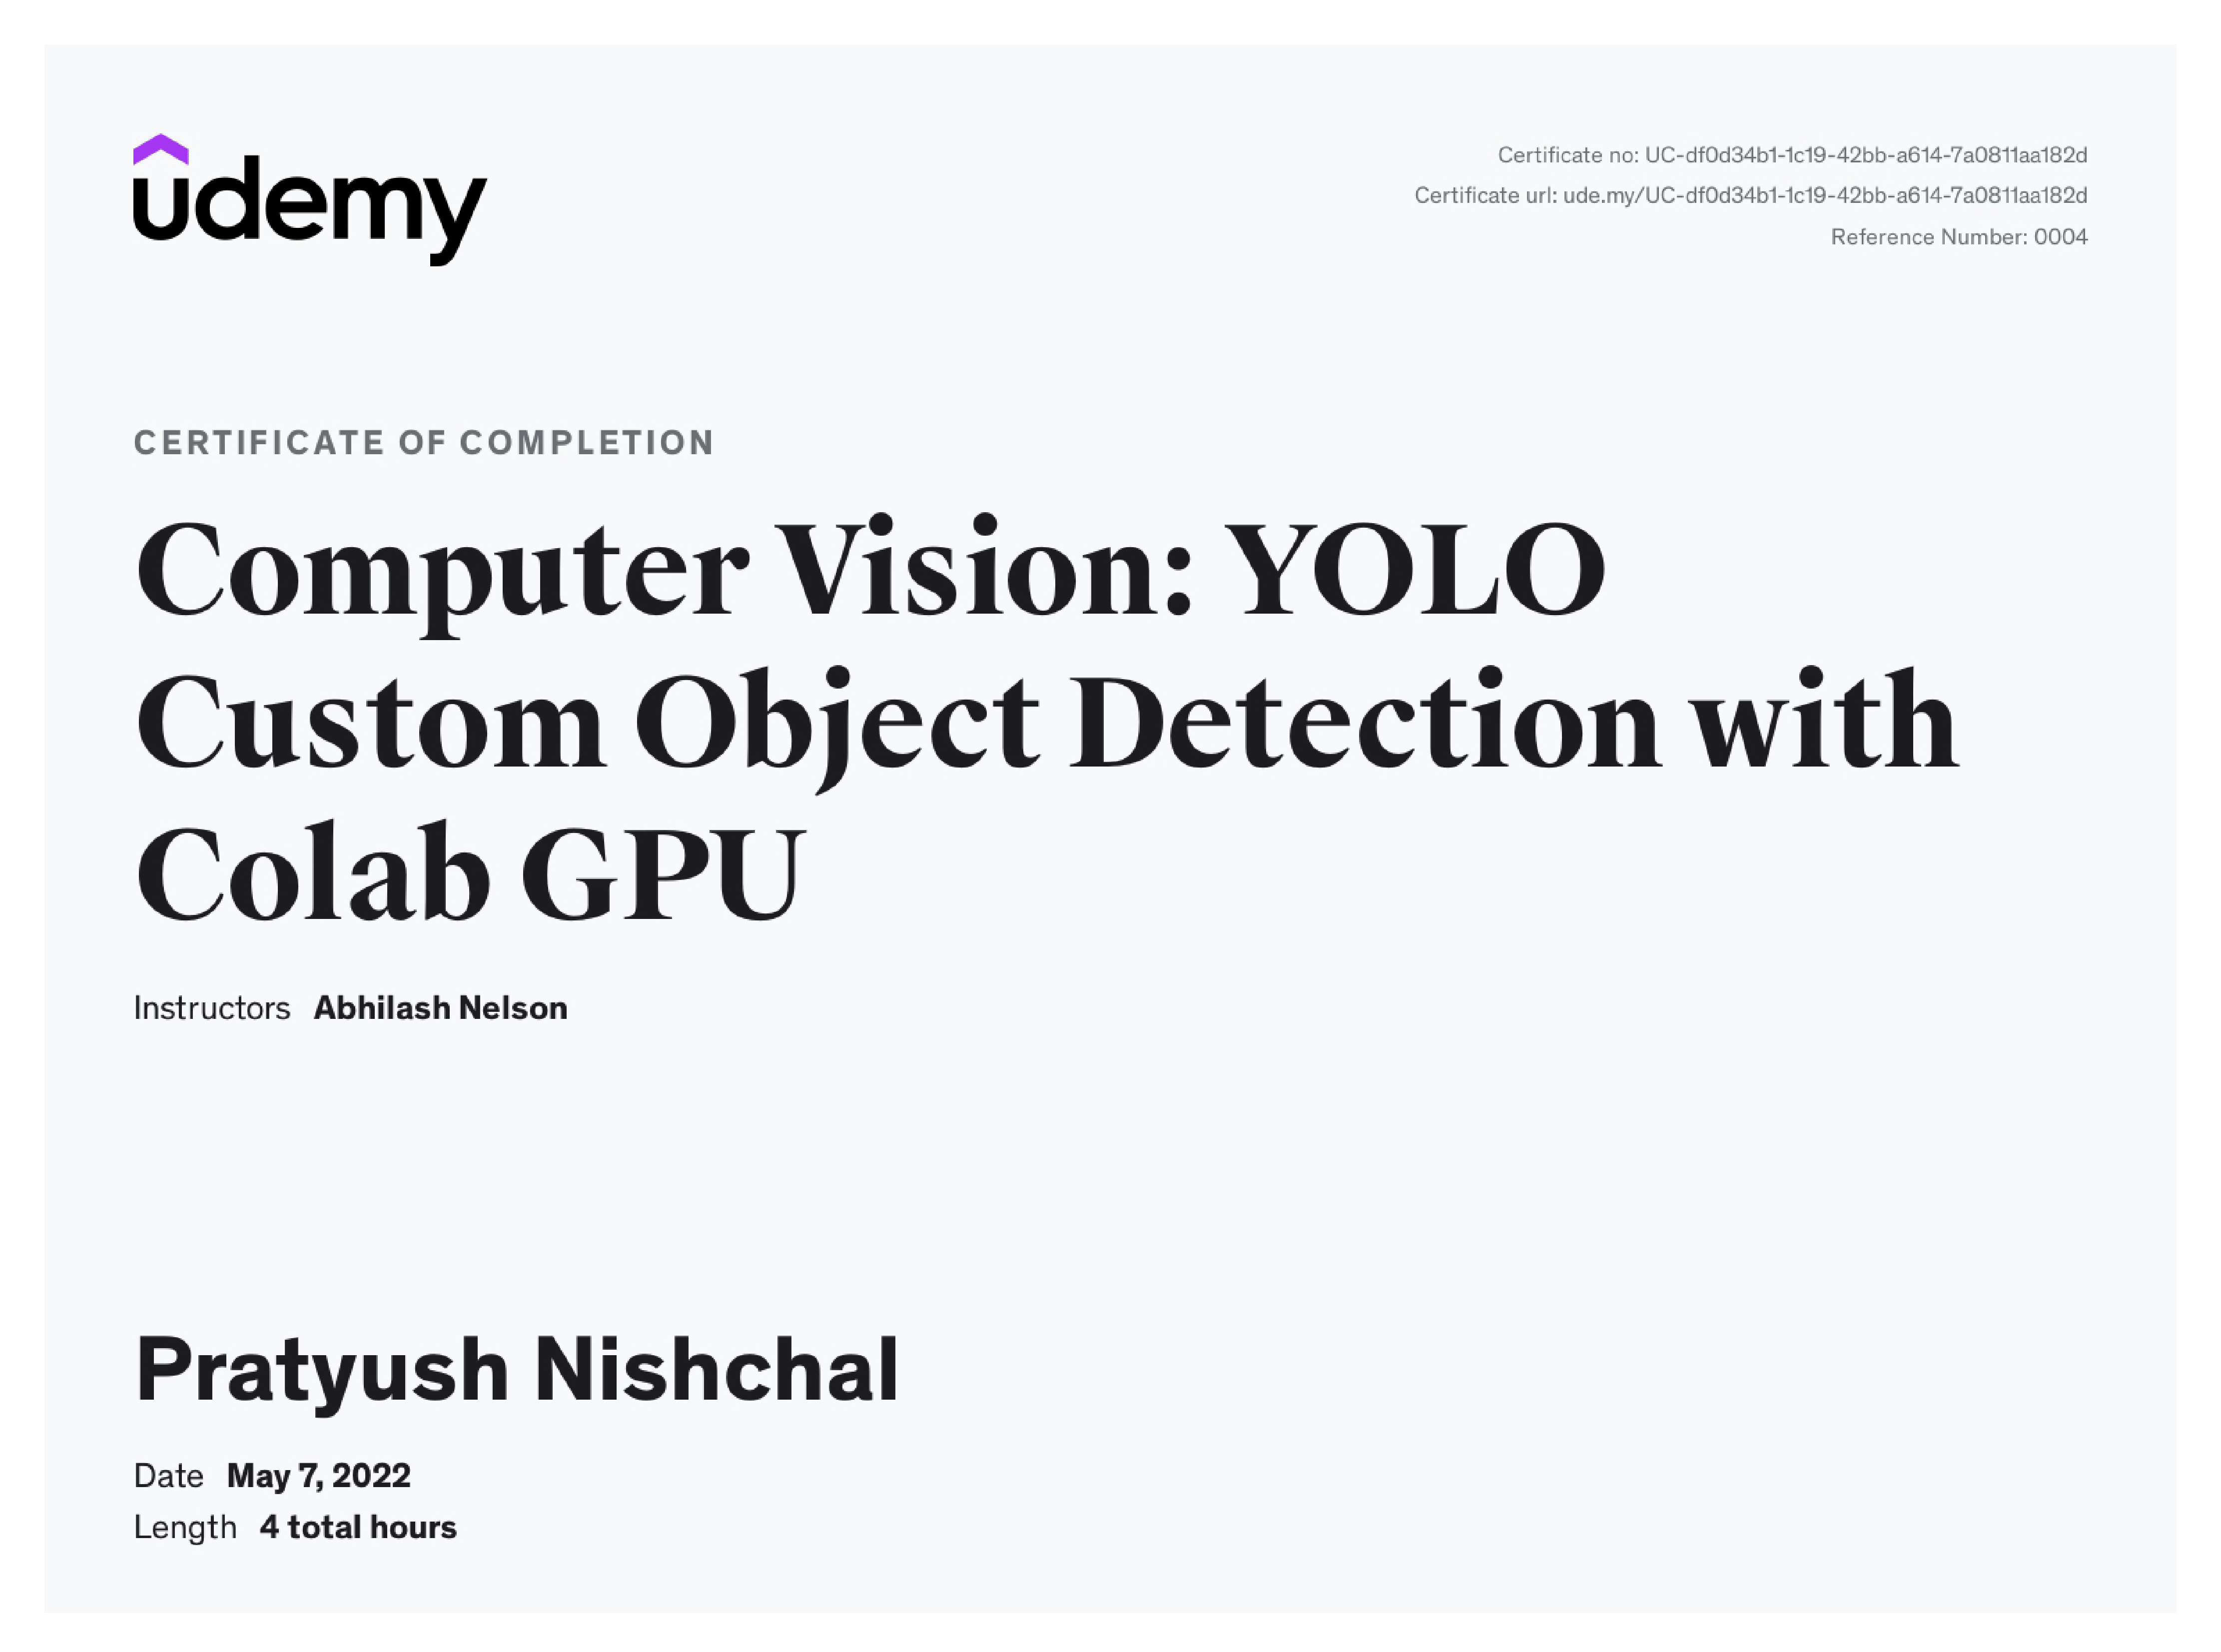 udemy
Certificate no: UC-df0d34b1-1c19-42bb-a614-7a0811aa182d
Certificate url: ude.my/UC-df0d34b1-1c19-42bb-a614-7a0811aa182d
Reference Number: 0004
CERTIFICATE OF COMPLETION
Computer Vision: YOLO
Custom Object Detection with
Colab GPU
Instructors Abhilash Nelson
Pratyush Nishchal
Date May 7, 2022
Length 4 total hours